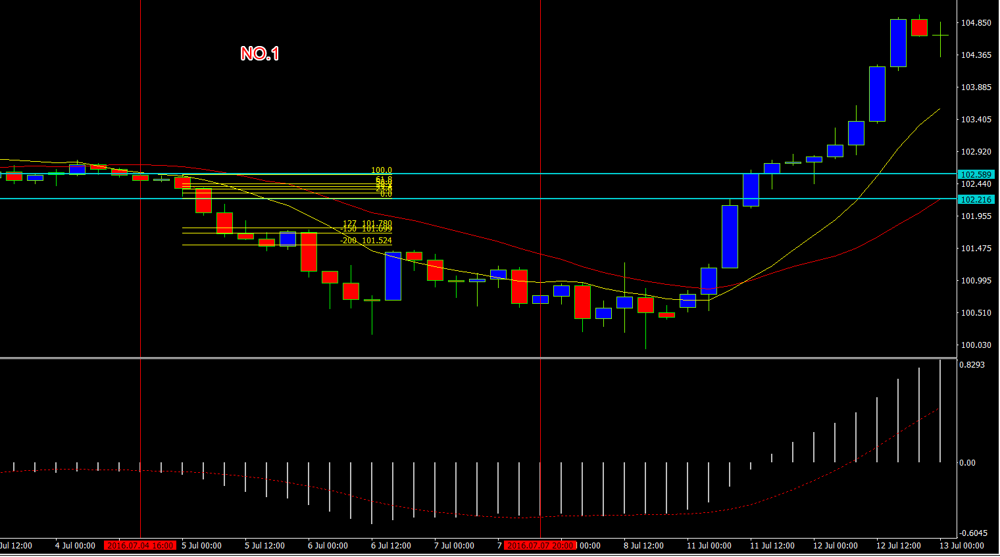 NO.1
104.850
104.365
103.885
103.405
102.920
100.0
102.589
61.8
102.440
0.0
102.216
101.955
127 101.780
-150 101.699
-200 101.524
101.475
100.995
100.510
100.030
0.8293
0.00
-0.6045
Jul 12:00
4 Jul 00:00
2016.07.04 16:00
5 Jul 00:00
5 Jul 12:00
6 Jul 00:00
6 Jul 12:00
7 Jul 00:00
7
2016.07.07 20:00
00:00
8 Jul 12:00
11 Jul 00:00
11 Jul 12:00
12 Jul 00:00
12 Jul 12:00
13 Jul 00:00